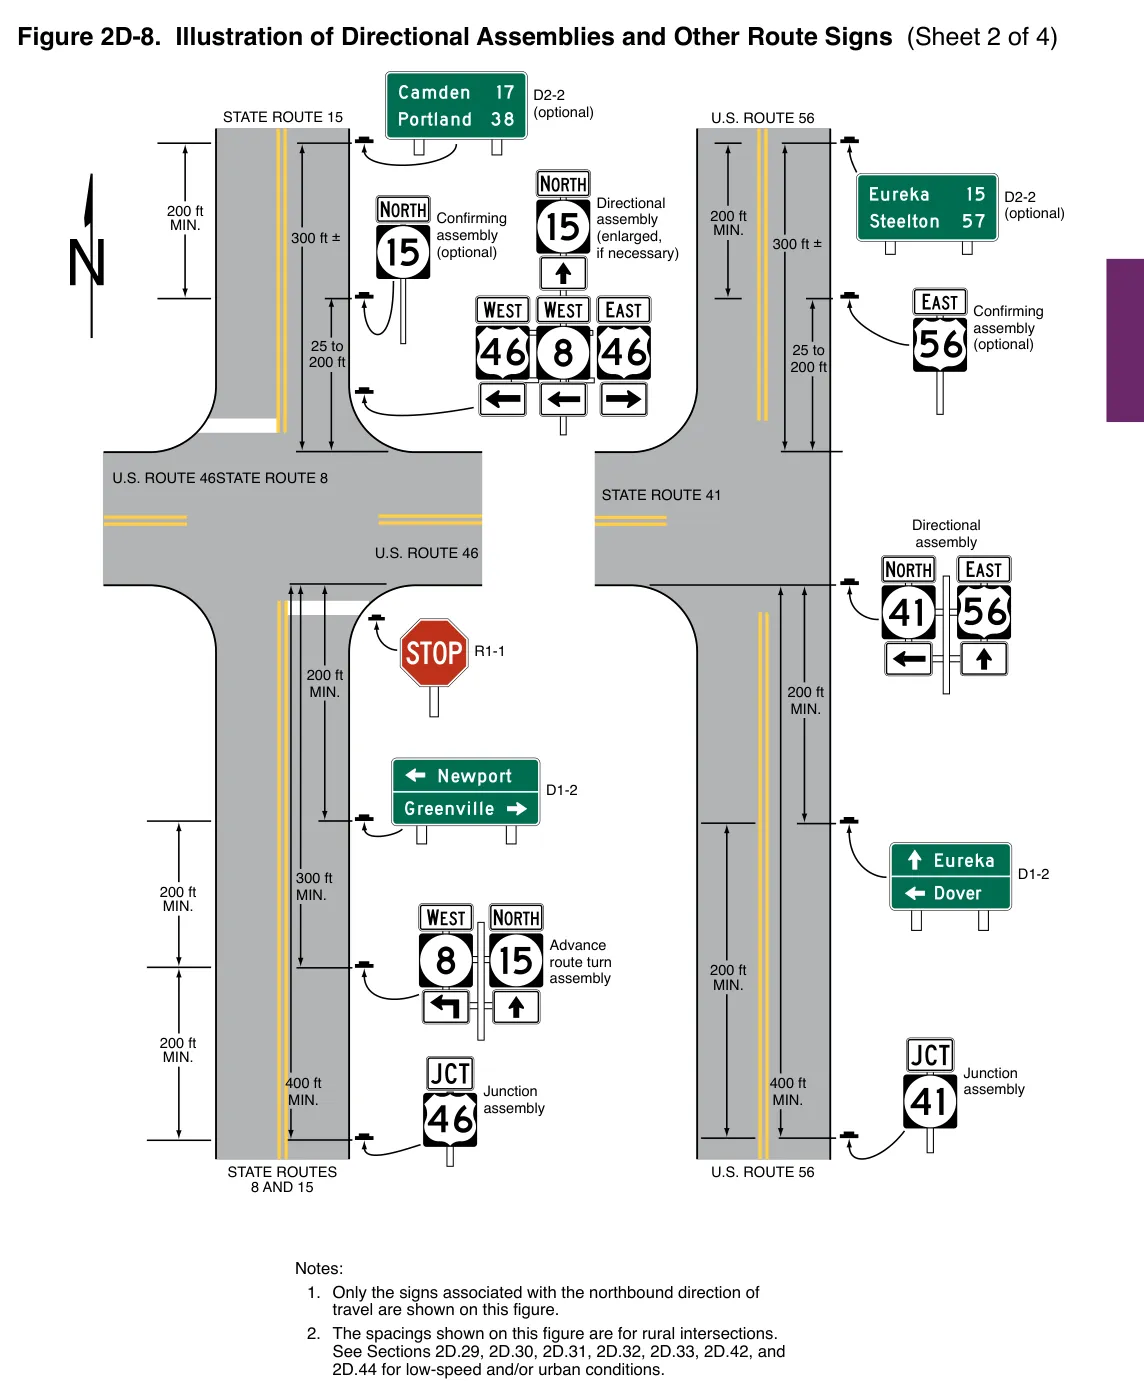 Figure 2D-8. Illustration of Directional Assemblies and Other Route Signs (Sheet 2 of 4)
STATE ROUTE 15
Camden 17
Portland 38
D2-2
(optional)
200 ft
MIN.
300 ft ±
N
NORTH
15
Confirming
assembly
(optional)
NORTH
15
Directional
assembly
(enlarged,
if necessary)
WEST WEST EAST
46 8 46
25 to
200 ft
U.S. ROUTE 46STATE ROUTE 8
U.S. ROUTE 46
STOP
R1-1
200 ft
MIN.
Newport
Greenville
D1-2
300 ft
MIN.
200 ft
MIN.
WEST NORTH
8 15
Advance
route turn
assembly
200 ft
MIN.
400 ft
MIN.
JCT
46
Junction
assembly
STATE ROUTES
8 AND 15
U.S. ROUTE 56
Eureka 15
Steelton 57
D2-2
(optional)
200 ft
MIN.
300 ft ±
EAST
56
Confirming
assembly
(optional)
25 to
200 ft
STATE ROUTE 41
Directional
assembly
NORTH EAST
41 56
200 ft
MIN.
Eureka
Dover
D1-2
200 ft
MIN.
400 ft
MIN.
JCT
41
Junction
assembly
U.S. ROUTE 56
Notes:
1. Only the signs associated with the northbound direction of
travel are shown on this figure.
2. The spacings shown on this figure are for rural intersections.
See Sections 2D.29, 2D.30, 2D.31, 2D.32, 2D.33, 2D.42, and
2D.44 for low-speed and/or urban conditions.